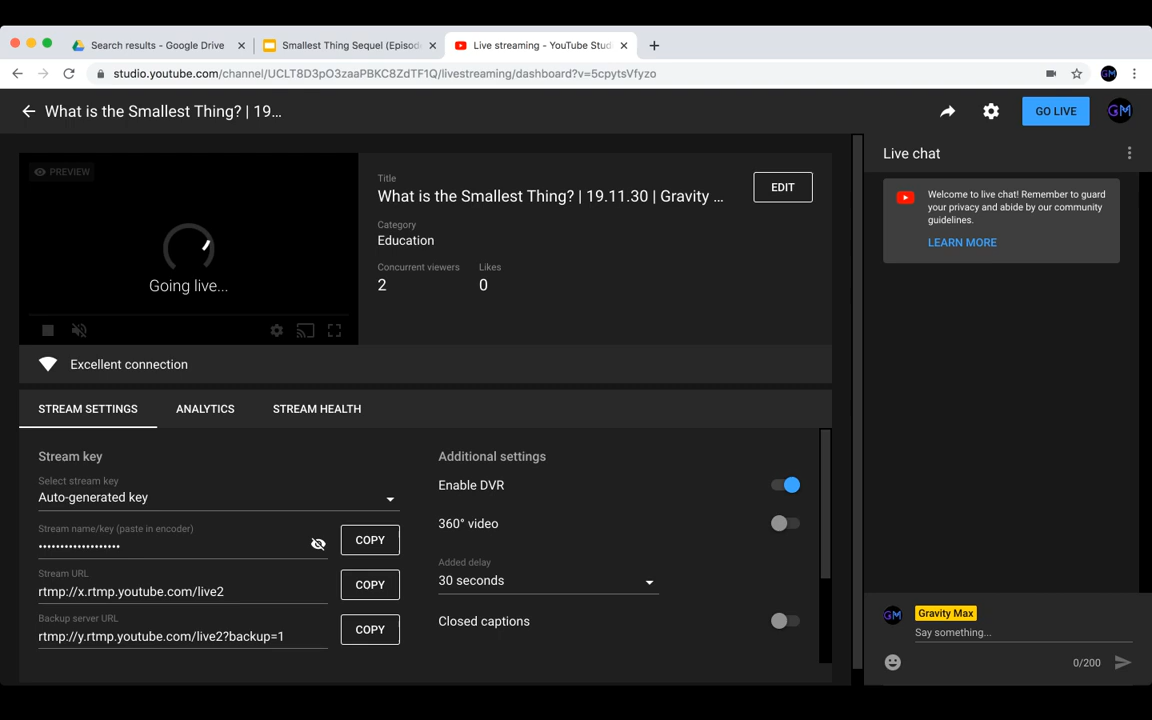 Search results - Google Drive
Smallest Thing Sequel (Episod
Live streaming - YouTube Stud
studio.youtube.com/channel/UCLT8D3pO3zaaPBKC8ZdTF1Q/livestreaming/dashboard?v=5cpytsVfyzo
GM
What is the Smallest Thing? | 19...
GO LIVE
GM
PREVIEW
Going live...
Title
What is the Smallest Thing? | 19.11.30 | Gravity ...
EDIT
Category
Education
Concurrent viewers
Likes
2
0
Excellent connection
STREAM SETTINGS
ANALYTICS
STREAM HEALTH
Stream key
Select stream key
Auto-generated key
Stream name/key (paste in encoder)
•••••••••••••••••••
COPY
Stream URL
rtmp://x.rtmp.youtube.com/live2
COPY
Backup server URL
rtmp://y.rtmp.youtube.com/live2?backup=1
COPY
Additional settings
Enable DVR
360° video
Added delay
30 seconds
Closed captions
Live chat
Welcome to live chat! Remember to guard
your privacy and abide by our community
guidelines.
LEARN MORE
GM
Gravity Max
Say something...
0/200